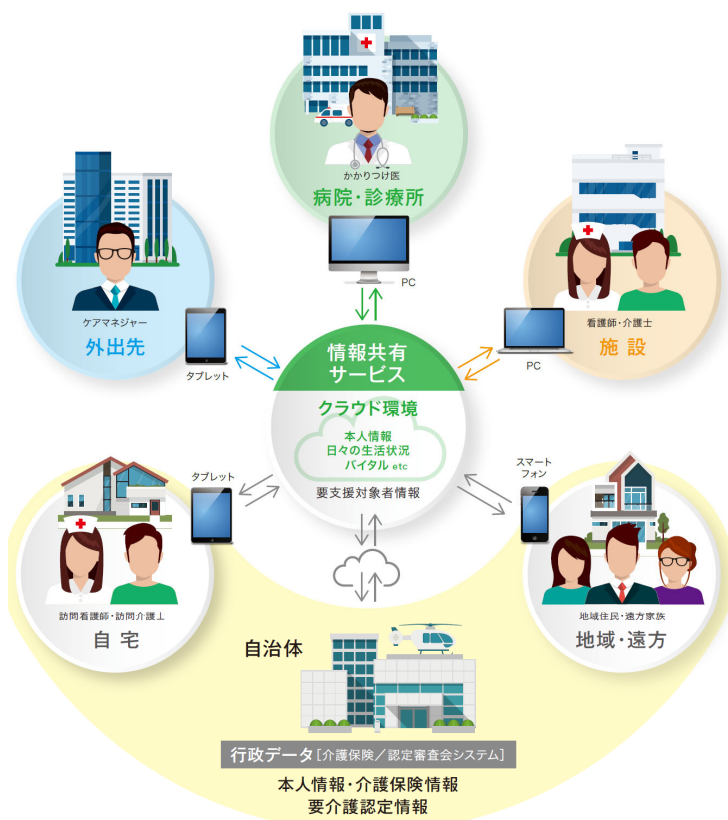 かかりつけ医
病院・診療所
PC
ケアマネジャー
外出先
タブレット
看護師・介護士
施設
PC
情報共有
サービス
クラウド環境
本人情報
日々の生活状況
バイタル etc
要支援対象者情報
タブレット
訪問看護師・訪問介護士
自宅
スマート
フォン
地域住民・遠方家族
地域・遠方
自治体
行政データ[介護保険／認定審査会システム]
本人情報・介護保険情報
要介護認定情報